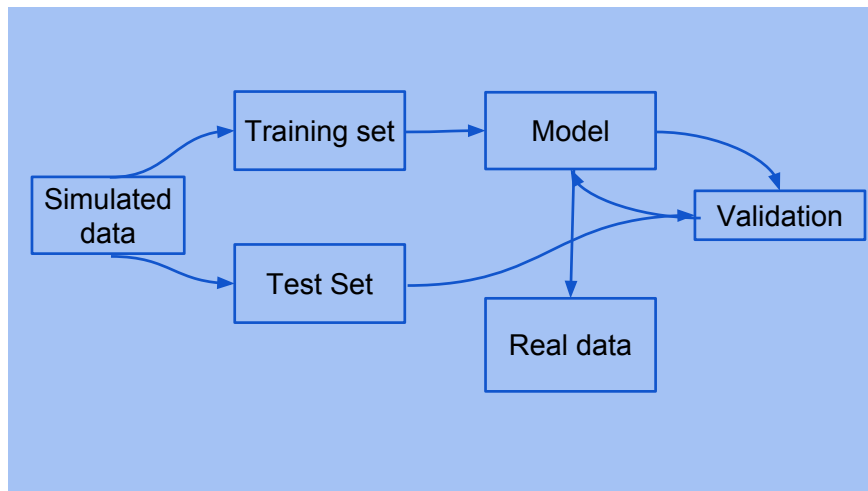 Training set
Model
Simulated
data
Validation
Test Set
Real data